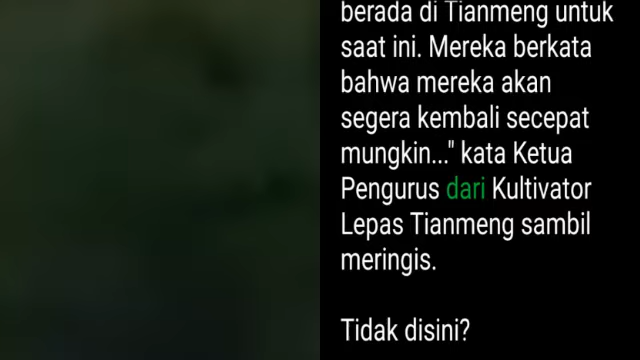 berada di Tianmeng untuk
saat ini. Mereka berkata
bahwa mereka akan
segera kembali secepat
mungkin..." kata Ketua
Pengurus dari Kultivator
Lepas Tianmeng sambil
meringis.
Tidak disini?